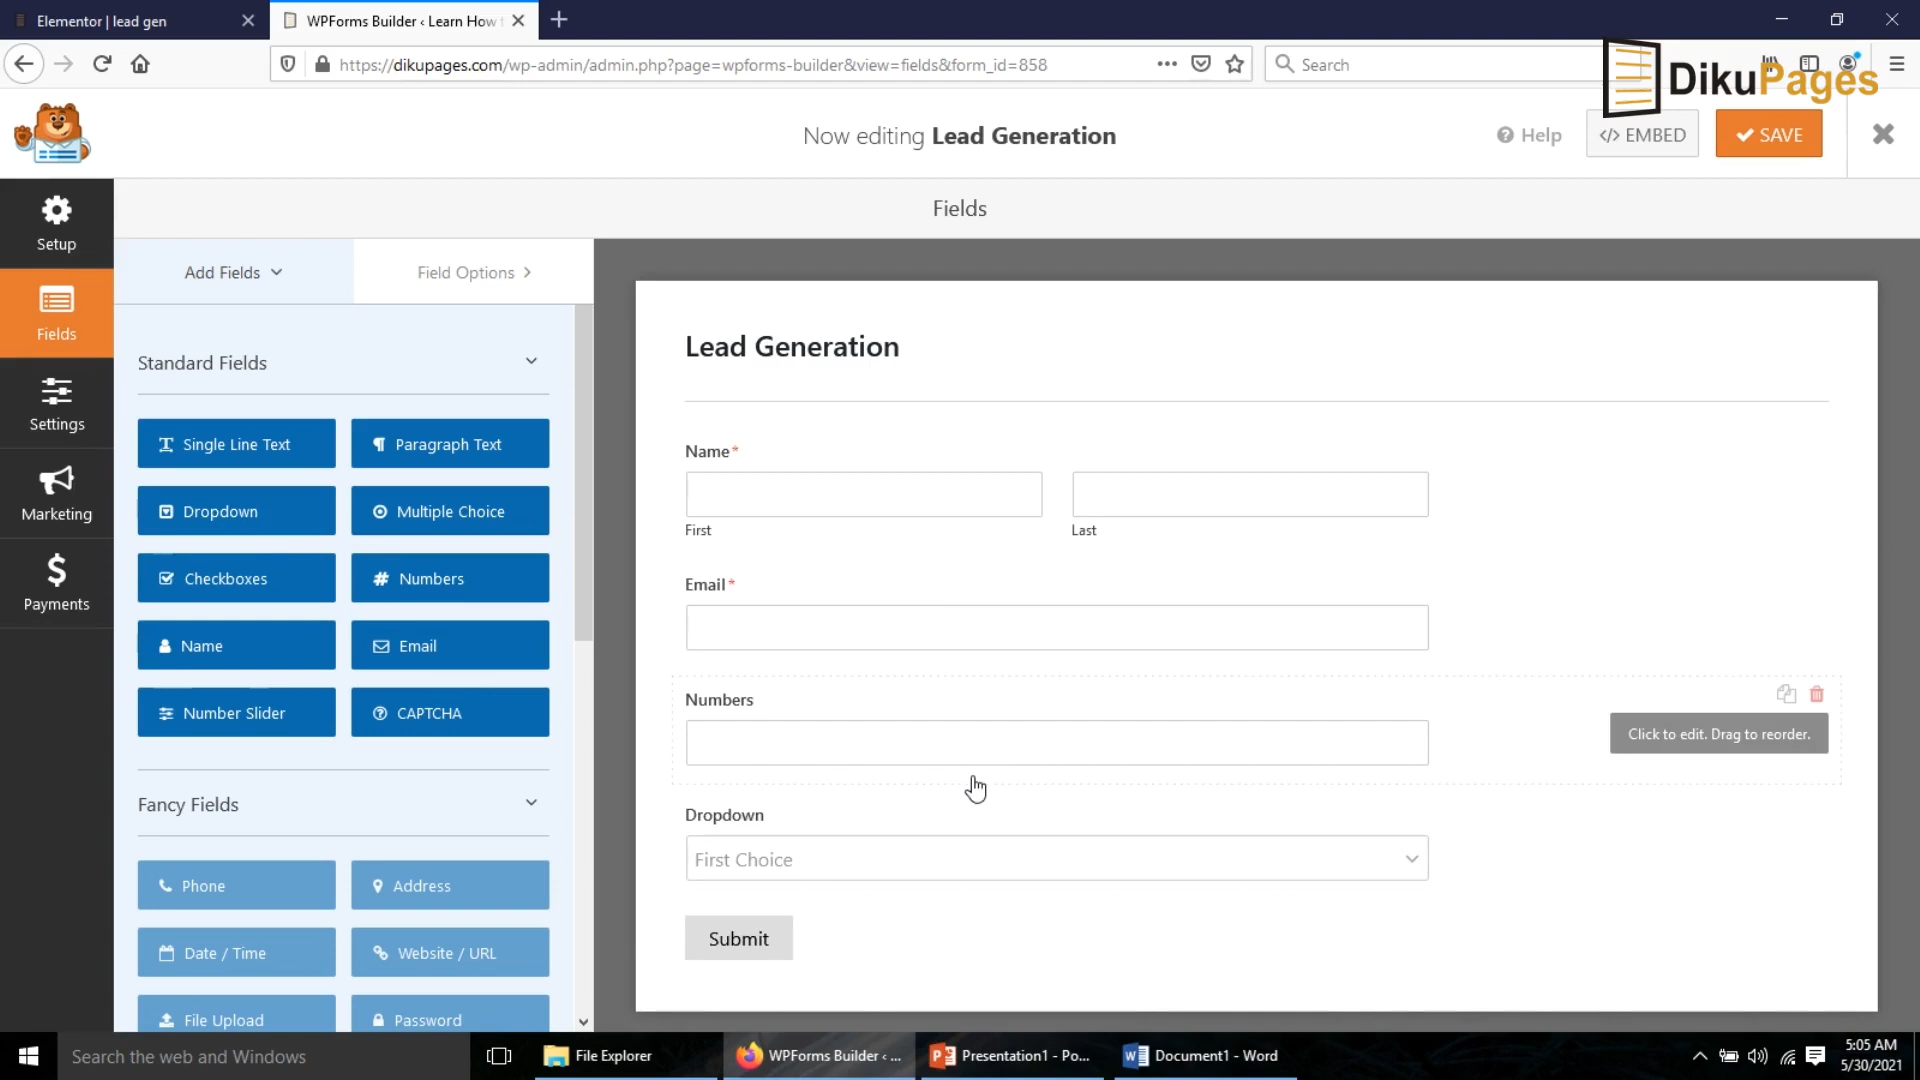 Elementor | lead gen
WPForms Builder ‹ Learn How
https://dikupages.com/wp-admin/admin.php?page=wpforms-builder&view=fields&form_id=858
Search
DikuPages
Now editing Lead Generation
Help
</> EMBED
SAVE
Setup
Fields
Settings
Marketing
Payments
Fields
Add Fields
Field Options
Standard Fields
Single Line Text
Paragraph Text
Dropdown
Multiple Choice
Checkboxes
Numbers
Name
Email
Number Slider
CAPTCHA
Fancy Fields
Phone
Address
Date / Time
Website / URL
File Upload
Password
Lead Generation
Name*
First
Last
Email*
Numbers
Click to edit. Drag to reorder.
Dropdown
First Choice
Submit
Search the web and Windows
File Explorer
WPForms Builder ‹ ...
Presentation1 - Po...
Document1 - Word
5:05 AM
5/30/2021